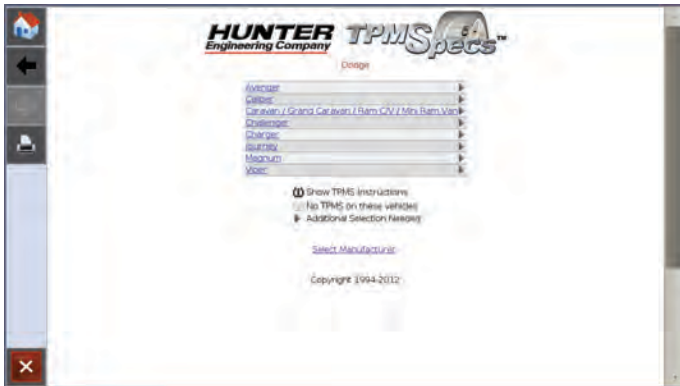 HUNTER TPMSpecs™
Engineering Company
Dodge
Avenger
Caliber
Caravan / Grand Caravan / Ram C/V / Mini Ram Van
Challenger
Charger
Journey
Magnum
Viper
Show TPMS Instructions
No TPMS on these vehicles
Additional Selection Needed
Select Manufacturer
Copyright 1994-2012